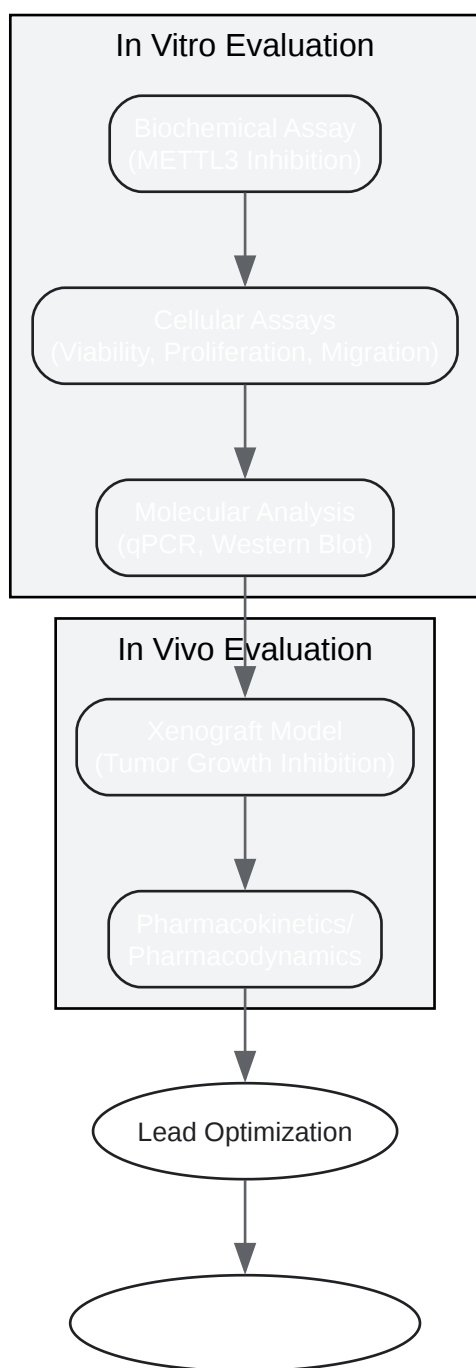 In Vitro Evaluation
Biochemical Assay
(METTL3 Inhibition)
Cellular Assays
(Viability, Proliferation, Migration)
Molecular Analysis
(qPCR, Western Blot)
In Vivo Evaluation
Xenograft Model
(Tumor Growth Inhibition)
Pharmacokinetics/
Pharmacodynamics
Lead Optimization